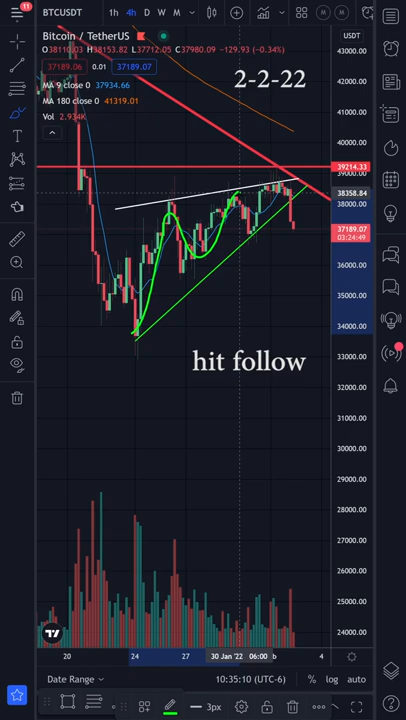 11
BTCUSDT
1h 4h D W M
Bitcoin / TetherUS
O38110.03 H38153.82 L37712.05 C37980.09 −129.93 (−0.34%)
37189.06 0.01 37189.07
MA 9 close 0 37934.66
MA 180 close 0 41319.01
Vol 2.934K
2-2-22
hit follow
USDT
43000.00
42000.00
41000.00
40000.00
39214.33
39000.00
38358.84
38000.00
37189.07
03:24:49
36000.00
35000.00
34000.00
33000.00
32000.00
31000.00
30000.00
29000.00
28000.00
27000.00
26000.00
25000.00
24000.00
20 24 27 30 Jan '22 06:00 b 4
Date Range 10:35:10 (UTC-6) % log auto
3px